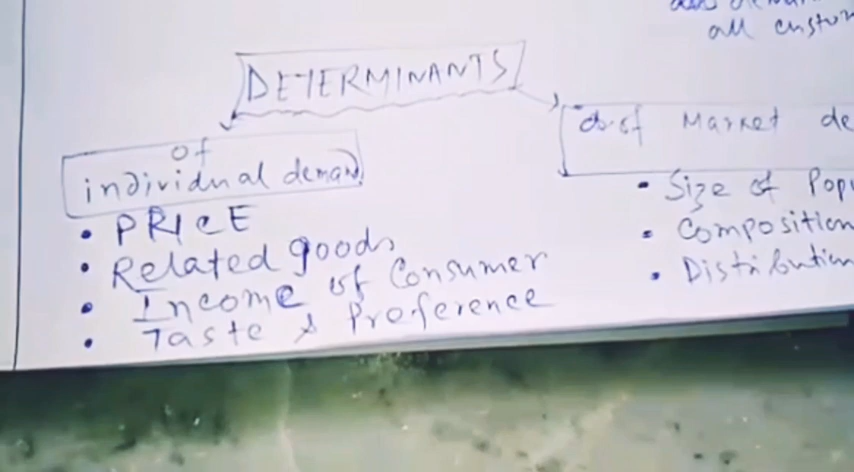 all custom
DETERMINANTS
of
individual demand
• PRICE
• Related goods
• Income of Consumer
• Taste & Preference
of Market de
• Size of Pop
• Composition
• Distribution